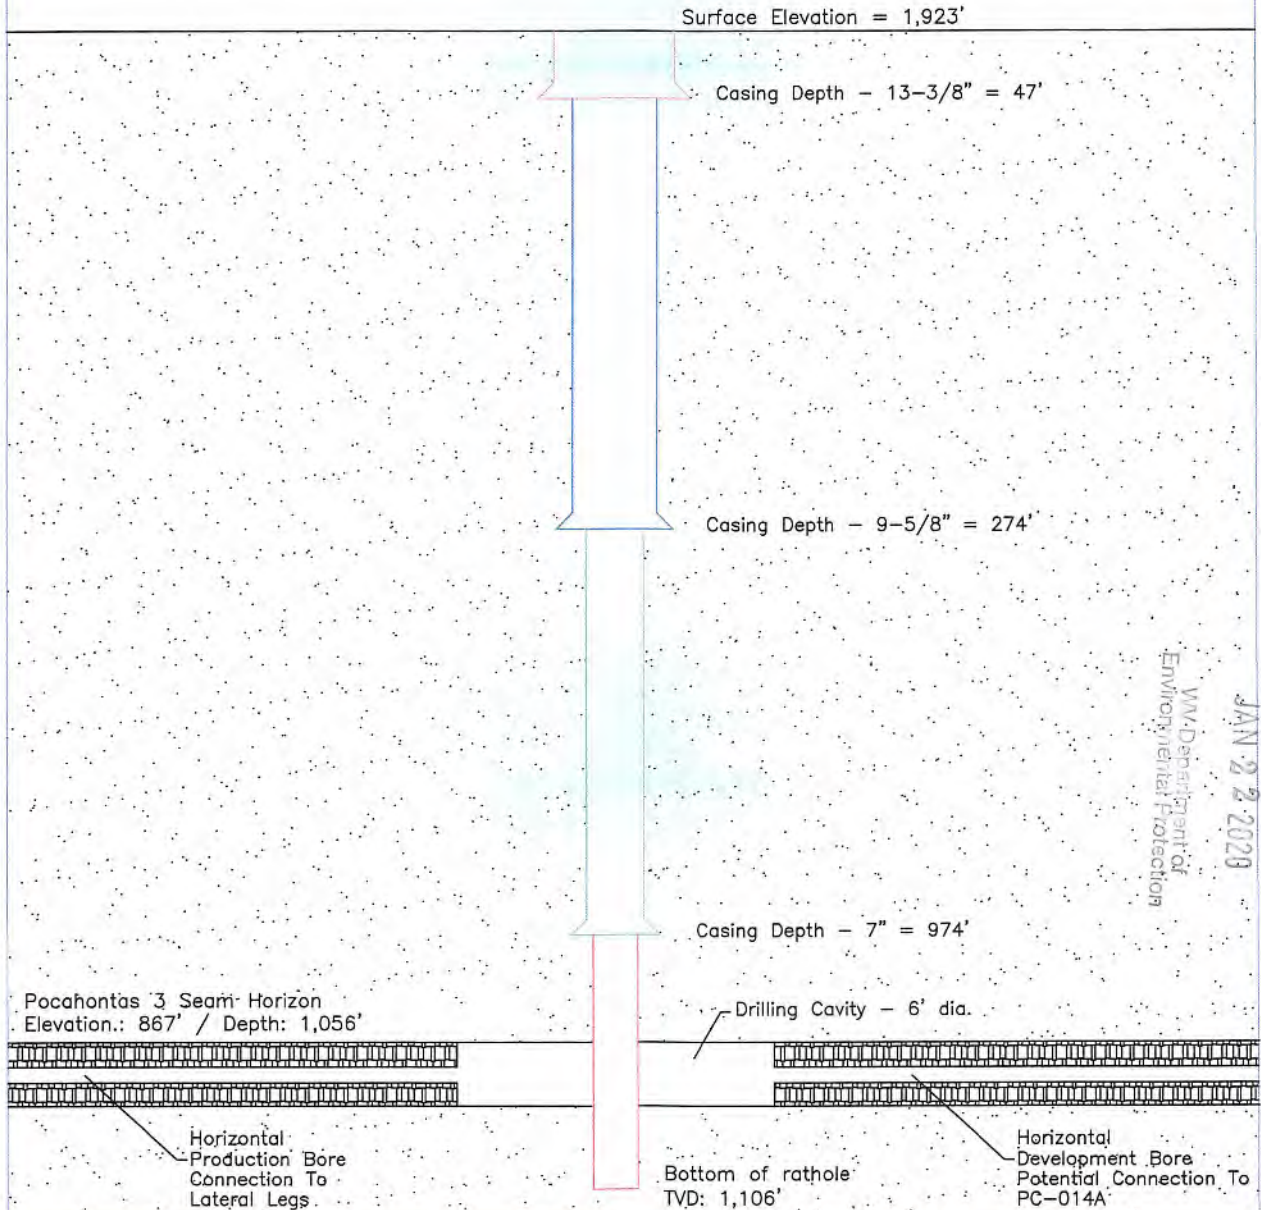 Surface Elevation = 1,923'
Casing Depth - 13-3/8" = 47'
Casing Depth - 9-5/8" = 274'
JAN 22 2020
WV Department of
Environmental Protection
Casing Depth - 7" = 974'
Pocahontas 3 Seam Horizon
Elevation.: 867' / Depth: 1,056'
Drilling Cavity - 6' dia.
Horizontal
Production Bore
Connection To
Lateral Legs
Bottom of rathole
TVD: 1,106'
Horizontal
Development Bore
Potential Connection To
PC-014A